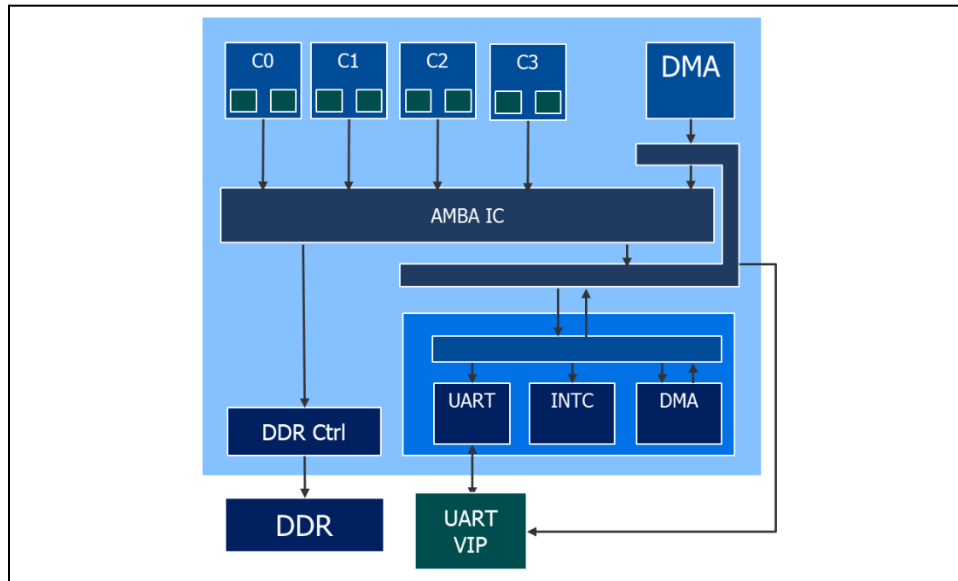 C0
C1
C2
C3
DMA
AMBA IC
UART
INTC
DMA
DDR Ctrl
DDR
UART
VIP